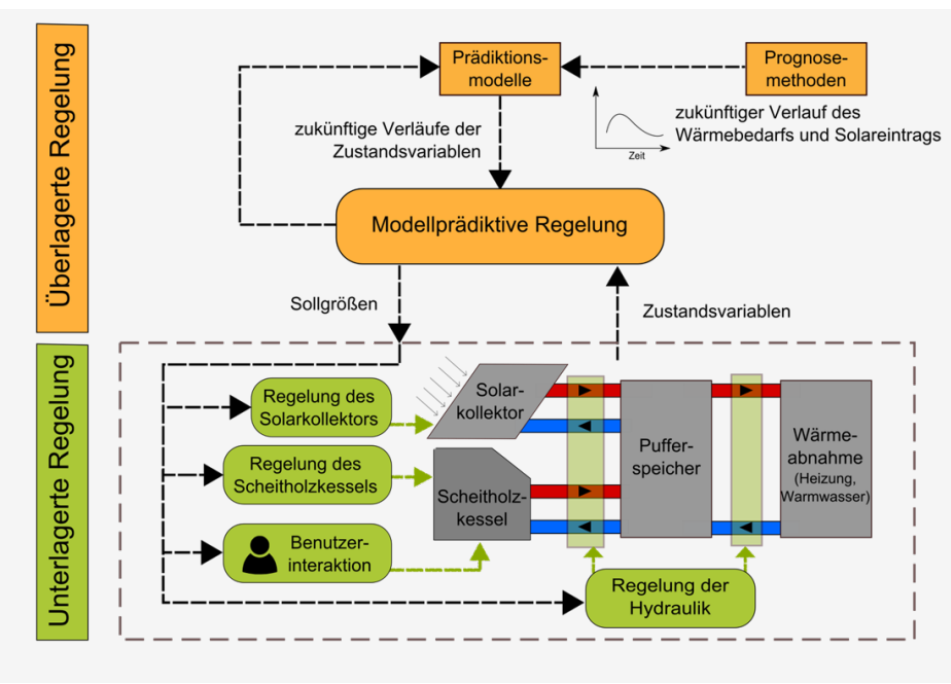 Überlagerte Regelung
Prädiktions-
modelle
Prognose-
methoden
zukünftige Verläufe der
Zustandsvariablen
Zeit
zukünftiger Verlauf des
Wärmebedarfs und Solareintrags
Modellprädiktive Regelung
Sollgrößen
Zustandsvariablen
Unterlagerte Regelung
Regelung des
Solarkollektors
Solar-
kollektor
Regelung des
Scheitholzkessels
Scheitholz-
kessel
Puffer-
speicher
Wärme-
abnahme
(Heizung,
Warmwasser)
Benutzer-
interaktion
Regelung der
Hydraulik